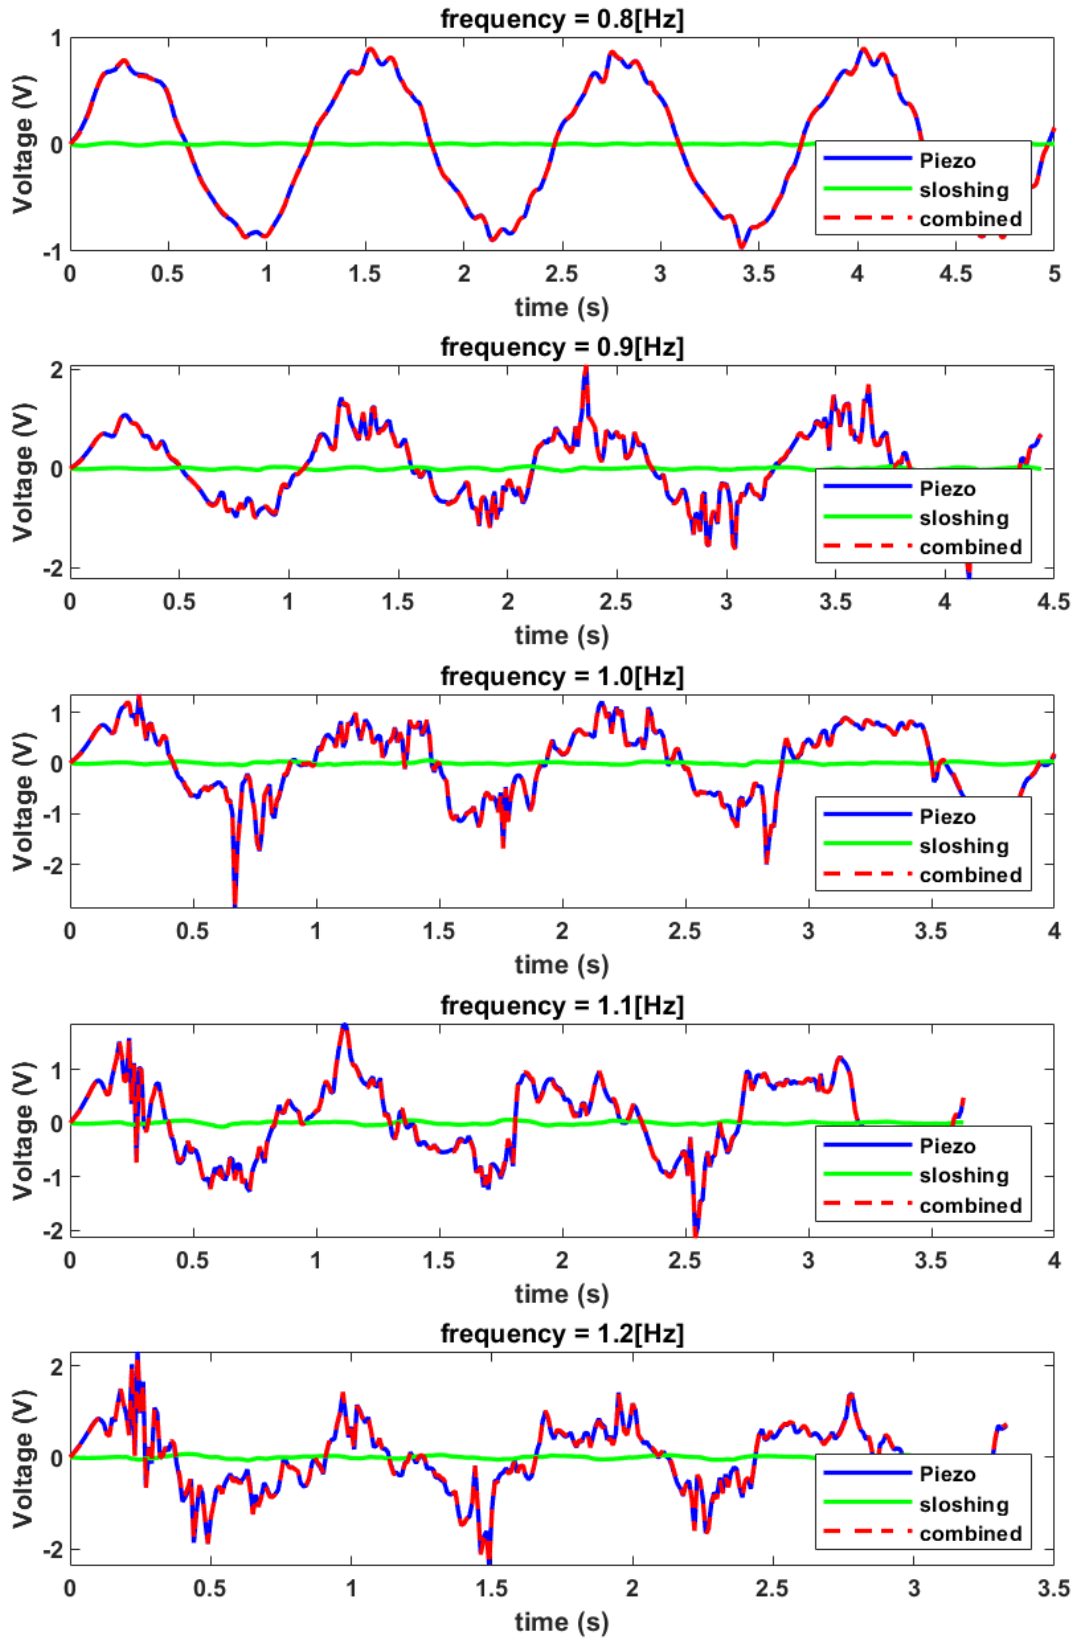 frequency = 0.8[Hz]
1
0
-1
Voltage (V)
Piezo
sloshing
combined
0 0.5 1 1.5 2 2.5 3 3.5 4 4.5 5
time (s)
frequency = 0.9[Hz]
2
0
-2
Voltage (V)
Piezo
sloshing
combined
0 0.5 1 1.5 2 2.5 3 3.5 4 4.5
time (s)
frequency = 1.0[Hz]
1
0
-1
-2
Voltage (V)
Piezo
sloshing
combined
0 0.5 1 1.5 2 2.5 3 3.5 4
time (s)
frequency = 1.1[Hz]
1
0
-1
-2
Voltage (V)
Piezo
sloshing
combined
0 0.5 1 1.5 2 2.5 3 3.5 4
time (s)
frequency = 1.2[Hz]
2
0
-2
Voltage (V)
Piezo
sloshing
combined
0 0.5 1 1.5 2 2.5 3 3.5
time (s)